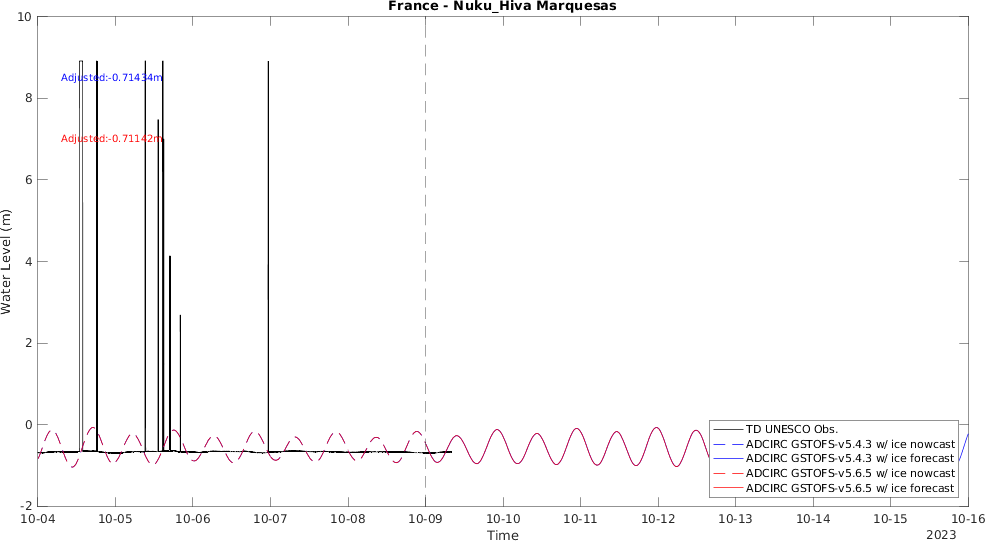 France - Nuku_Hiva Marquesas
10
8
6
4
2
0
-2
Water Level (m)
Adjusted:-0.71434m
Adjusted:-0.71142m
TD UNESCO Obs.
ADCIRC GSTOFS-v5.4.3 w/ ice nowcast
ADCIRC GSTOFS-v5.4.3 w/ ice forecast
ADCIRC GSTOFS-v5.6.5 w/ ice nowcast
ADCIRC GSTOFS-v5.6.5 w/ ice forecast
10-04 10-05 10-06 10-07 10-08 10-09 10-10 10-11 10-12 10-13 10-14 10-15 10-16
Time
2023